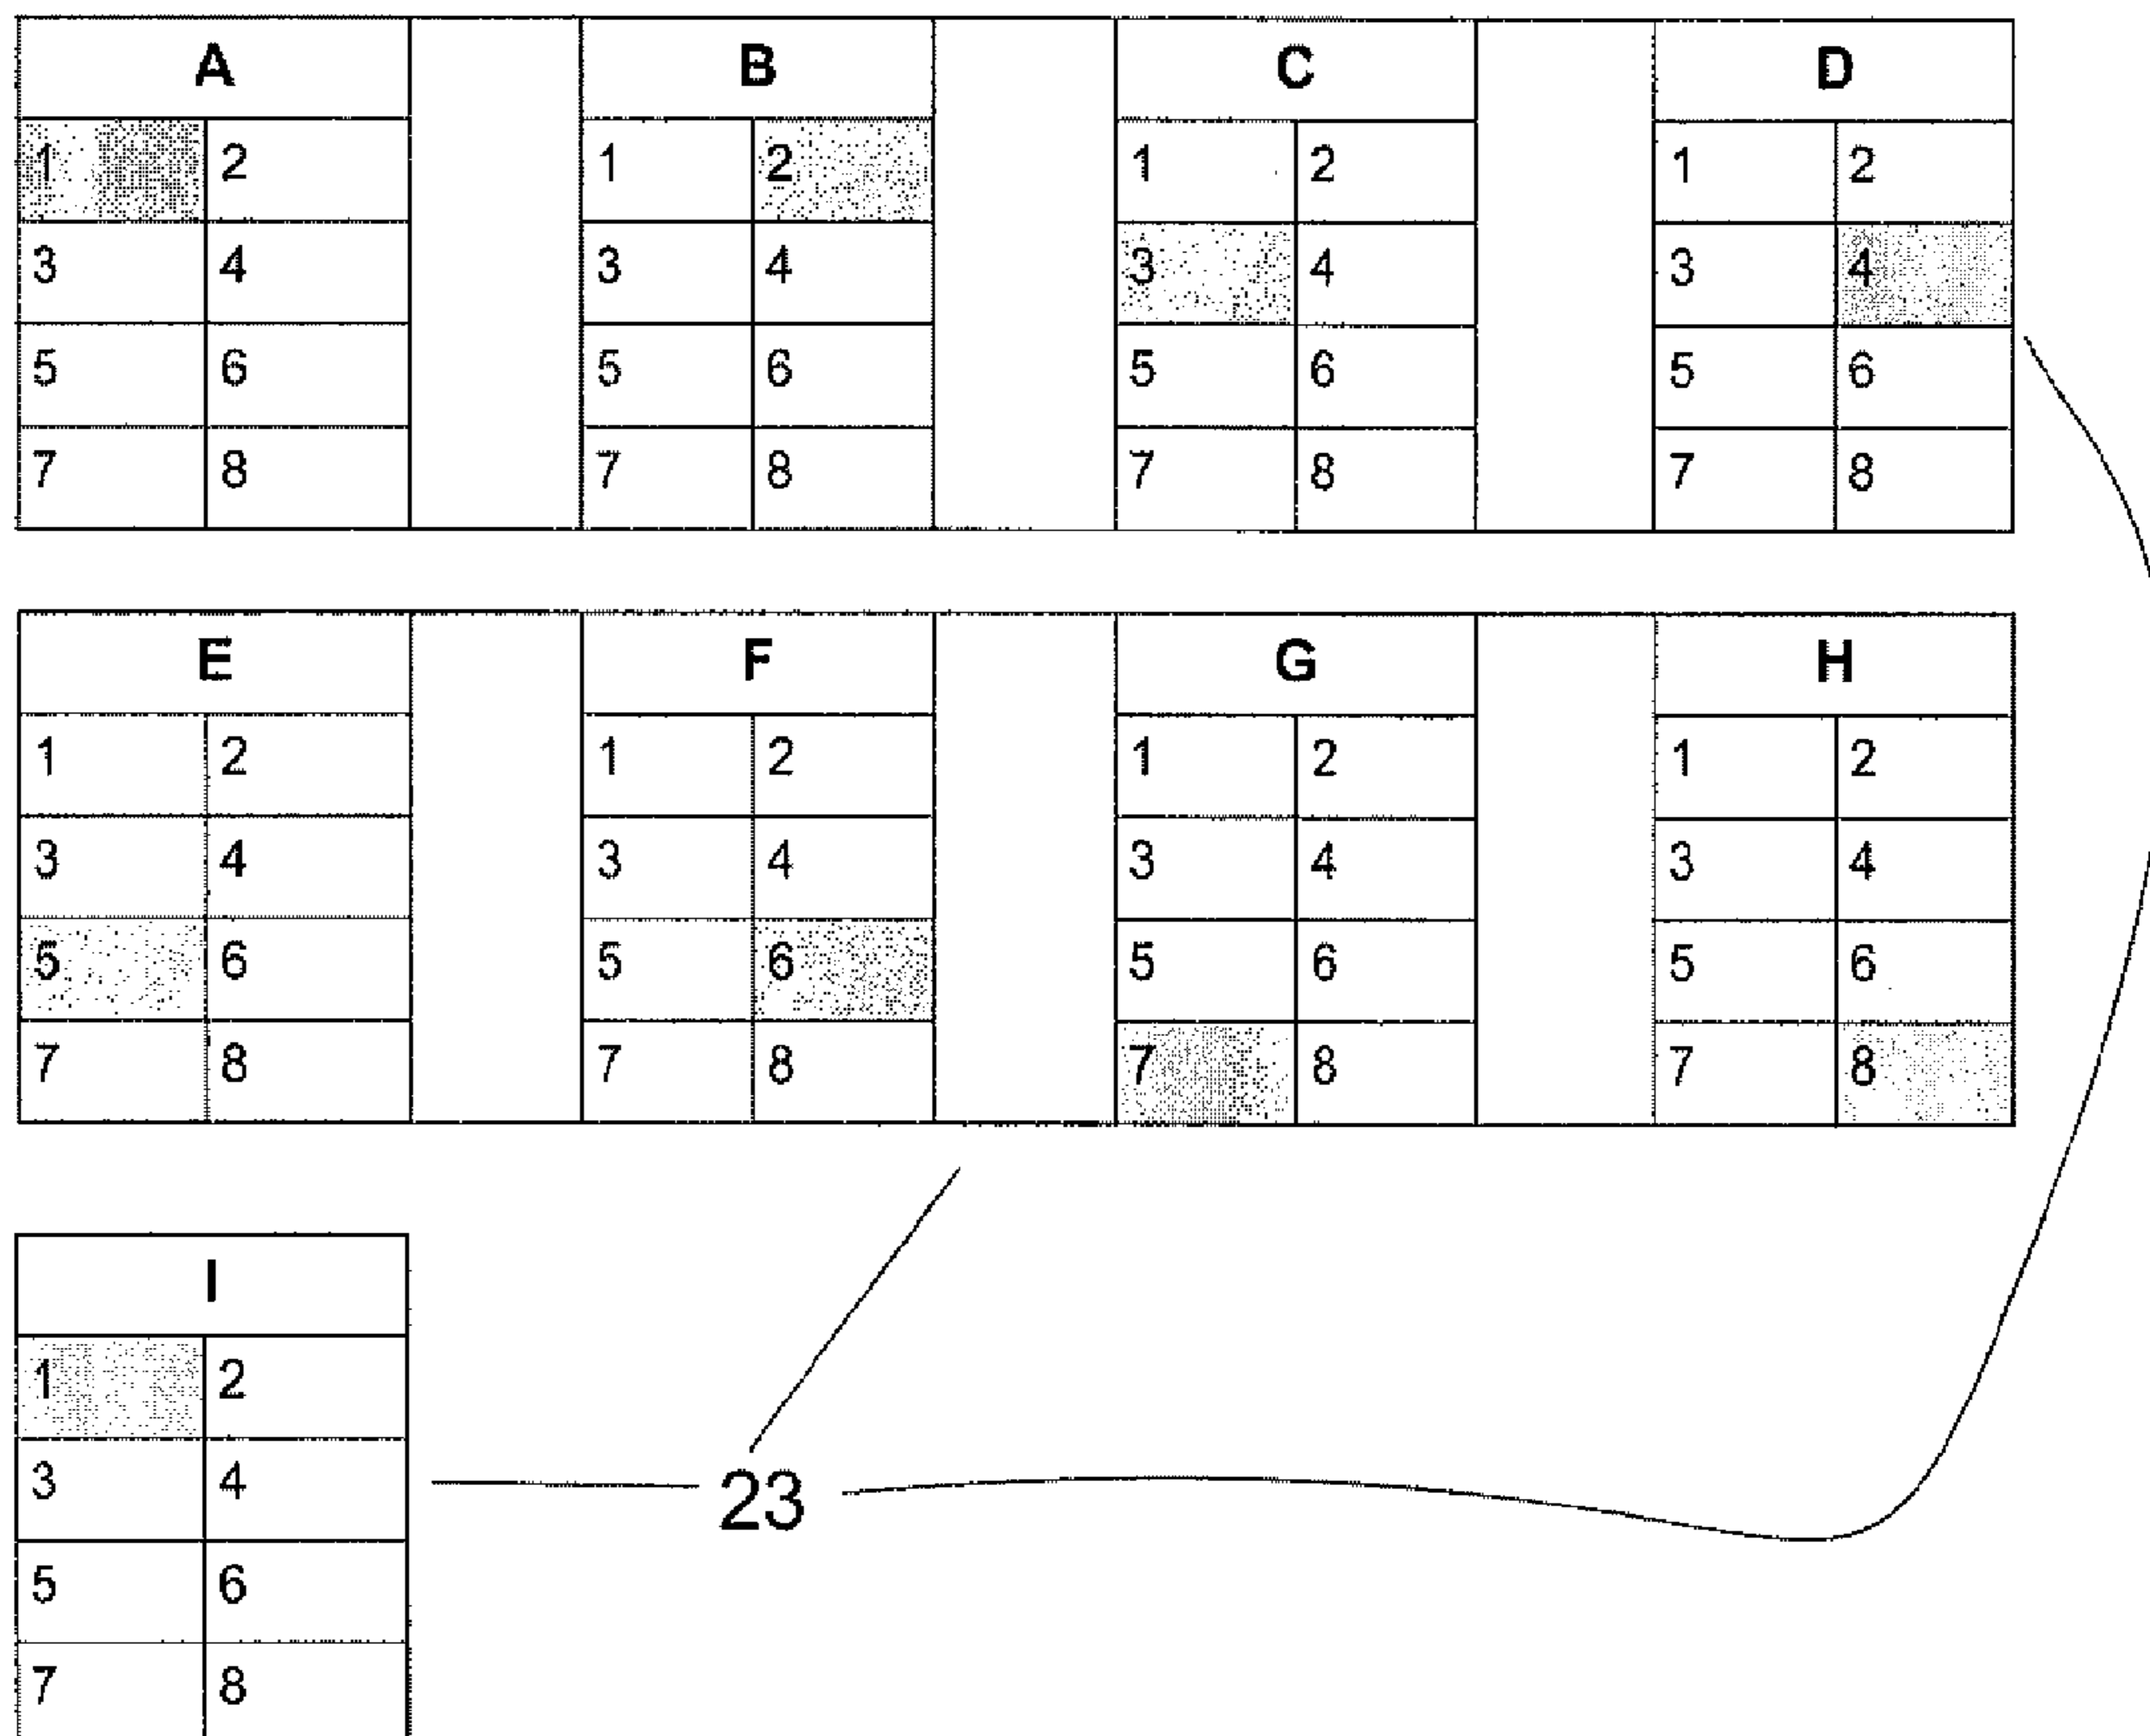 A B C D
1 2 1 2 1 2 1 2
3 4 3 4 3 4 3 4
5 6 5 6 5 6 5 6
7 8 7 8 7 8 7 8
E F G H
1 2 1 2 1 2 1 2
3 4 3 4 3 4 3 4
5 6 5 6 5 6 5 6
7 8 7 8 7 8 7 8
I
1 2
3 4
23
5 6
7 8